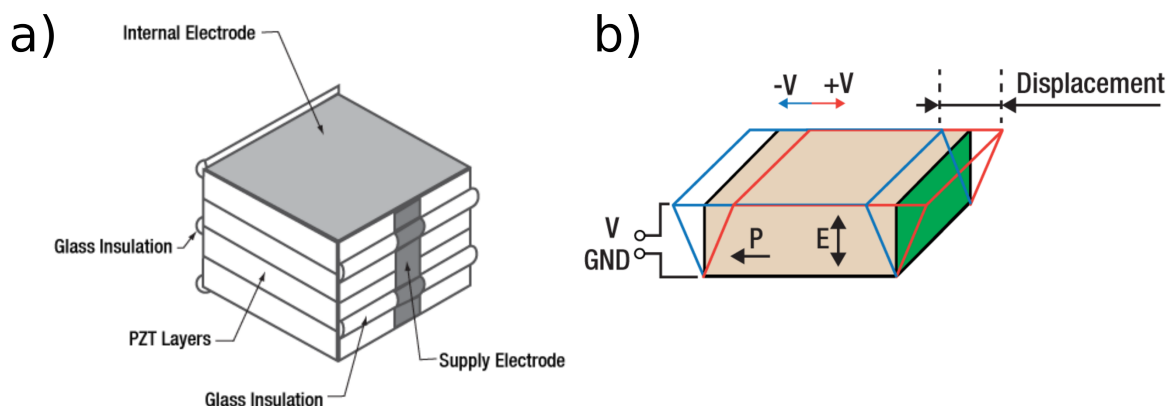 a)
Internal Electrode
Glass Insulation
PZT Layers
Supply Electrode
Glass Insulation
b)
-V +V
Displacement
V
GND
P
E